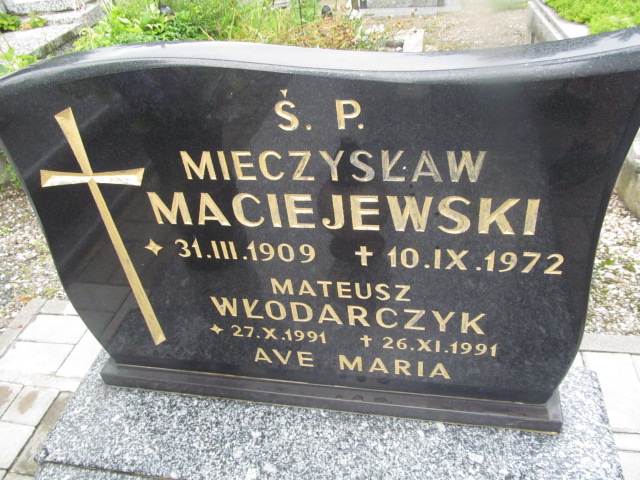 Ś. P.
MIECZYSŁAW
MACIEJEWSKI
31.III.1909 † 10.IX.1972
MATEUSZ
WŁODARCZYK
27.X.1991 † 26.XI.1991
AVE MARIA